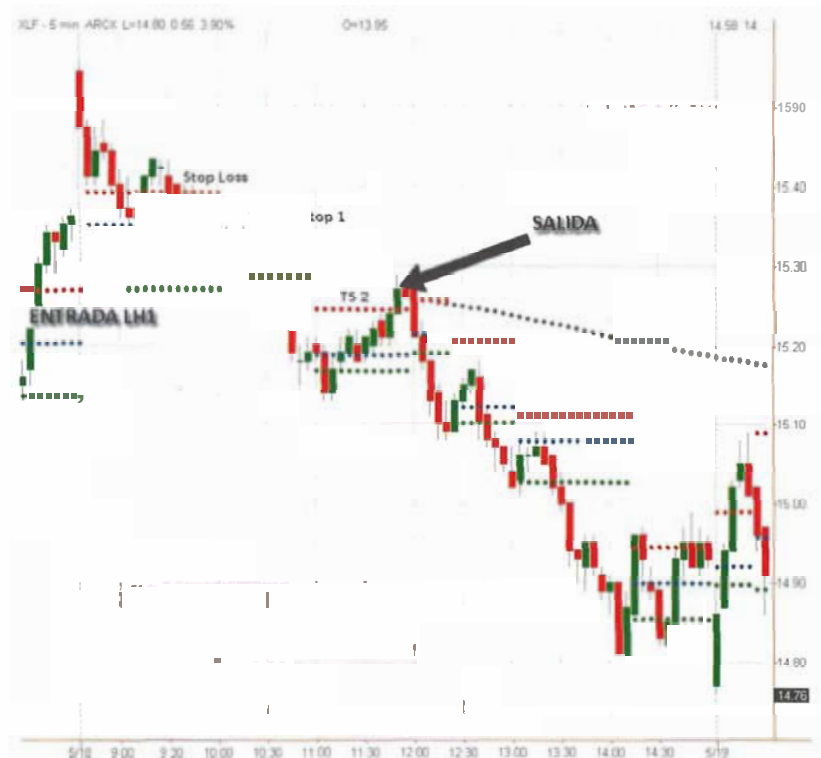 XLF - 5 min ARCX L=14.80 0.56 3.90% O=13.95 14:58 14
1590
15.40
Stop Loss
top 1
SALIDA
15.30
TS 2
ENTRADA LH1
15.20
15.10
15.00
14.90
14.80
14.76
5/18 9:00 9:30 10:00 10:30 11:00 11:30 12:00 12:30 13:00 13:30 14:00 14:30 5/19